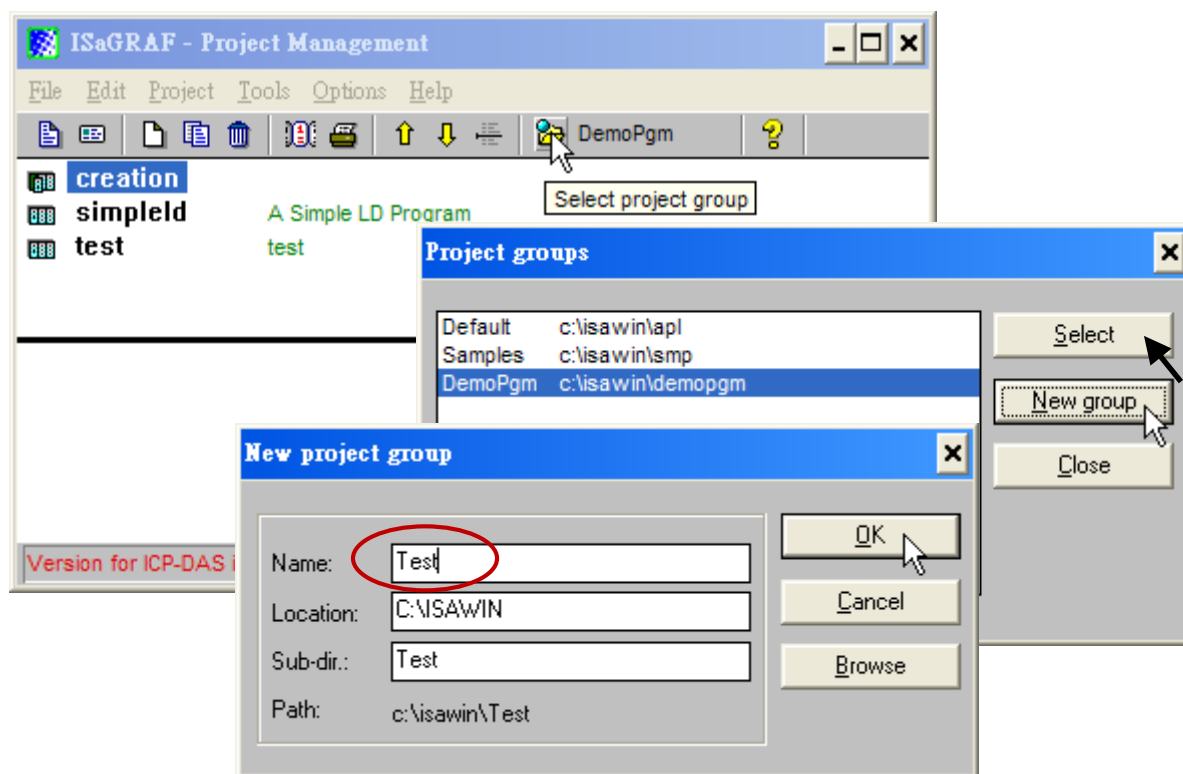 ISaGRAF - Project Management
File Edit Project Tools Options Help
DemoPgm
Select project group
creation
simpleld A Simple LD Program
test test
Version for ICP-DAS i
Project groups
Default c:\isawin\apl
Samples c:\isawin\smp
DemoPgm c:\isawin\demopgm
Select
New group
Close
New project group
Name: Test
Location: C:\ISAWIN
Sub-dir.: Test
Path: c:\isawin\Test
OK
Cancel
Browse